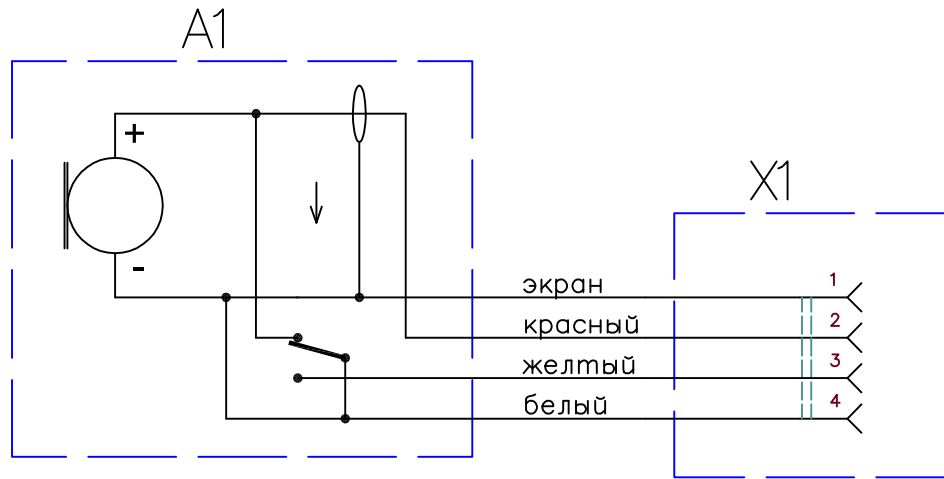 A1
+
-
X1
экран 1
красный 2
желтый 3
белый 4